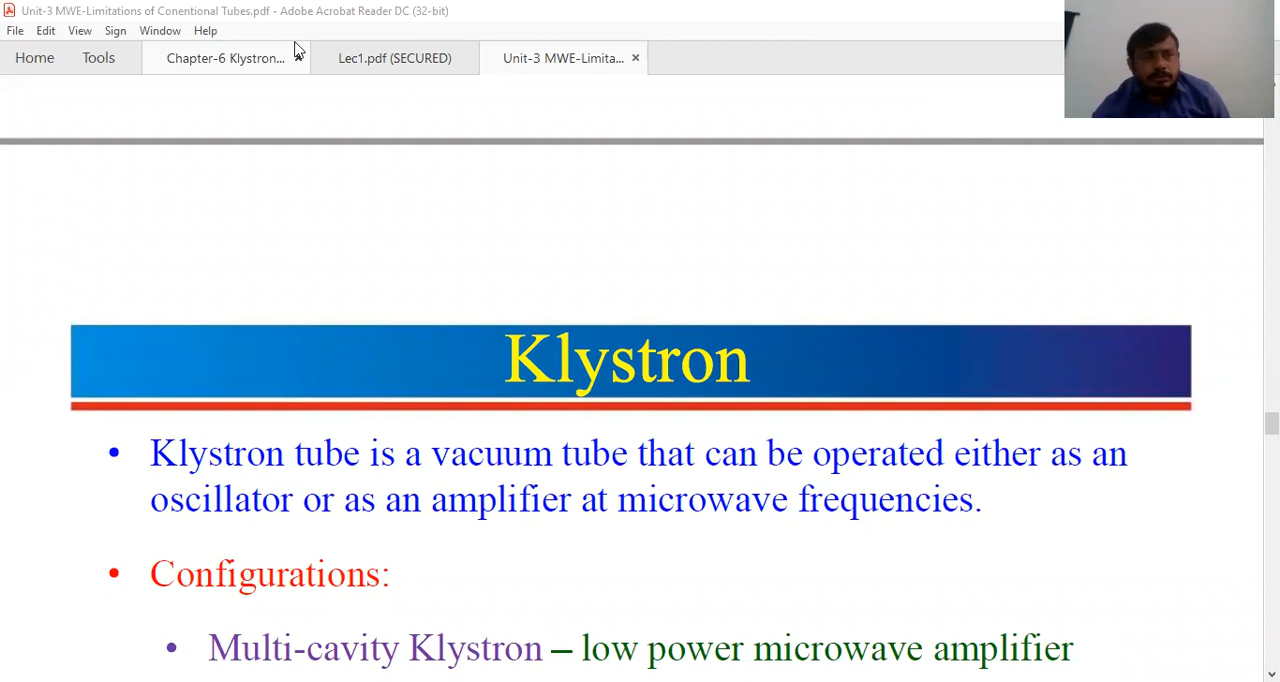 Unit-3 MWE-Limitations of Conentional Tubes.pdf - Adobe Acrobat Reader DC (32-bit)
File Edit View Sign Window Help
Home Tools Chapter-6 Klystron... Lec1.pdf (SECURED) Unit-3 MWE-Limita... ×
Klystron
• Klystron tube is a vacuum tube that can be operated either as an
oscillator or as an amplifier at microwave frequencies.
• Configurations:
• Multi-cavity Klystron – low power microwave amplifier